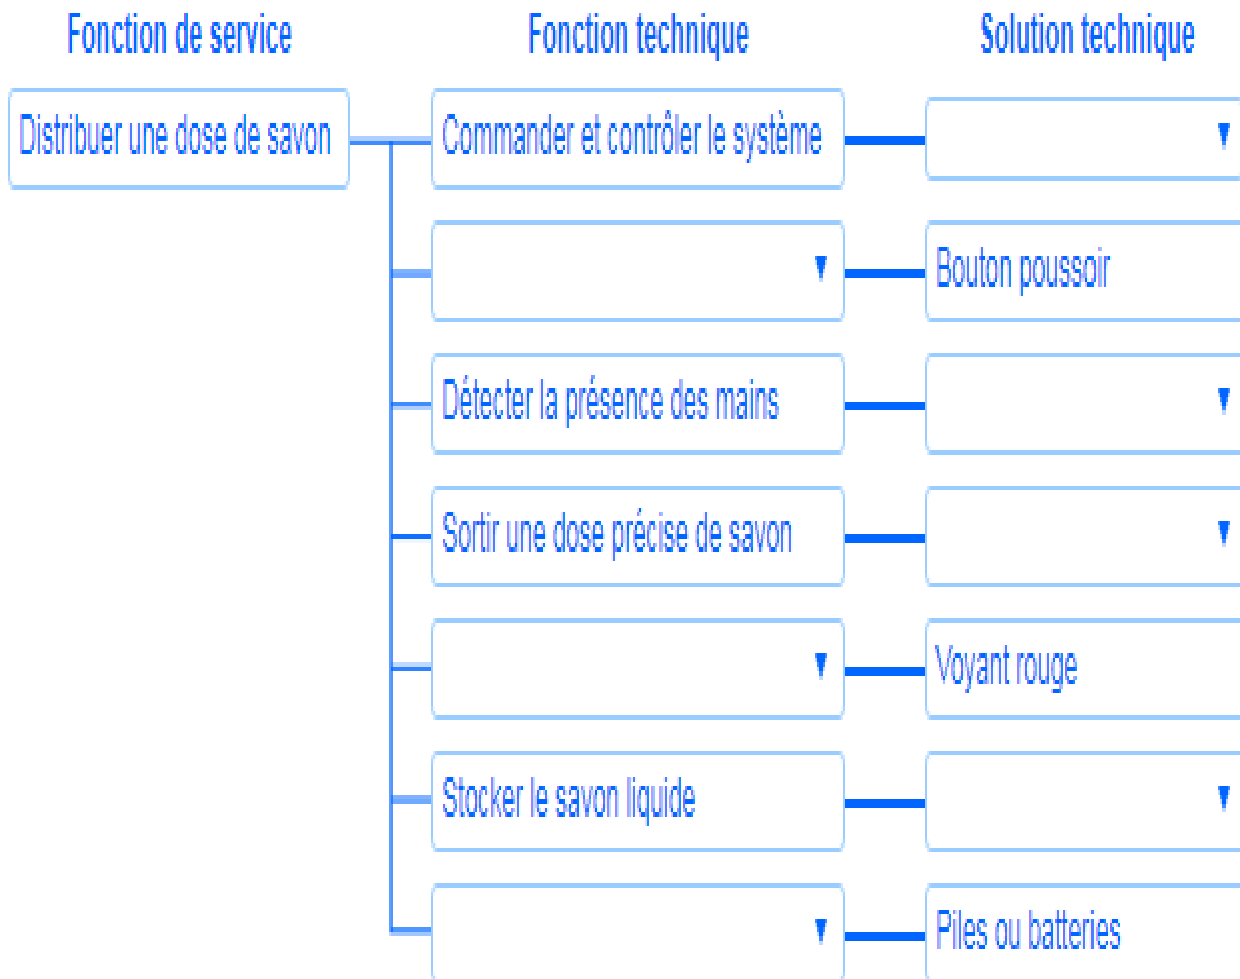 Fonction de service Fonction technique Solution technique
Distribuer une dose de savon Commander et contrôler le système
Bouton poussoir
Détecter la présence des mains
Sortir une dose précise de savon
Voyant rouge
Stocker le savon liquide
Piles ou batteries